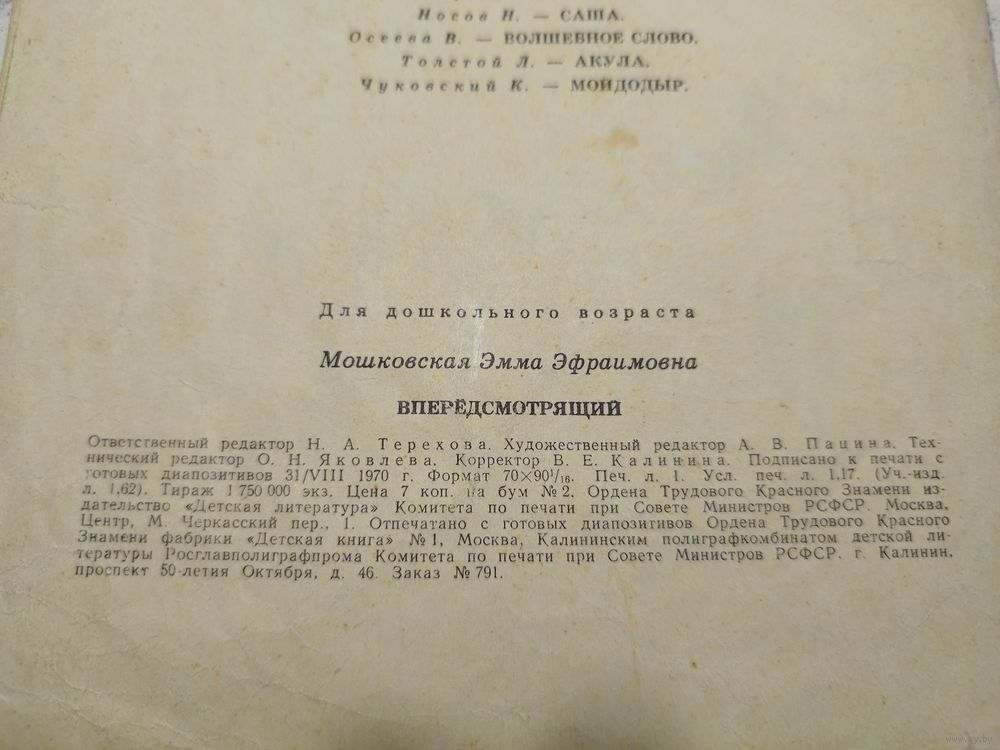 Носов Н. — САША.
Осеева В. — ВОЛШЕБНОЕ СЛОВО.
Толстой Л. — АКУЛА.
Чуковский К. — МОЙДОДЫР.
Для дошкольного возраста
Мошковская Эмма Эфраимовна
ВПЕРЁДСМОТРЯЩИЙ
Ответственный редактор Н. А. Терехова. Художественный редактор А. В. Пацина. Тех-
нический редактор О. Н. Яковлева. Корректор В. Е. Калинина. Подписано к печати с
готовых диапозитивов 31/VIII 1970 г. Формат 70×90¹/₁₆. Печ. л. 1. Усл. печ. л. 1,17. (Уч.-изд.
л. 1,62). Тираж 1 750 000 экз. Цена 7 коп. на бум № 2. Ордена Трудового Красного Знамени из-
дательство «Детская литература» Комитета по печати при Совете Министров РСФСР. Москва,
Центр, М. Черкасский пер., 1. Отпечатано с готовых диапозитивов Ордена Трудового Красного
Знамени фабрики «Детская книга» № 1, Москва, Калининским полиграфкомбинатом детской ли-
тературы Росглавполиграфпрома Комитета по печати при Совете Министров РСФСР. г. Калинин,
проспект 50-летия Октября, д. 46. Заказ № 791.